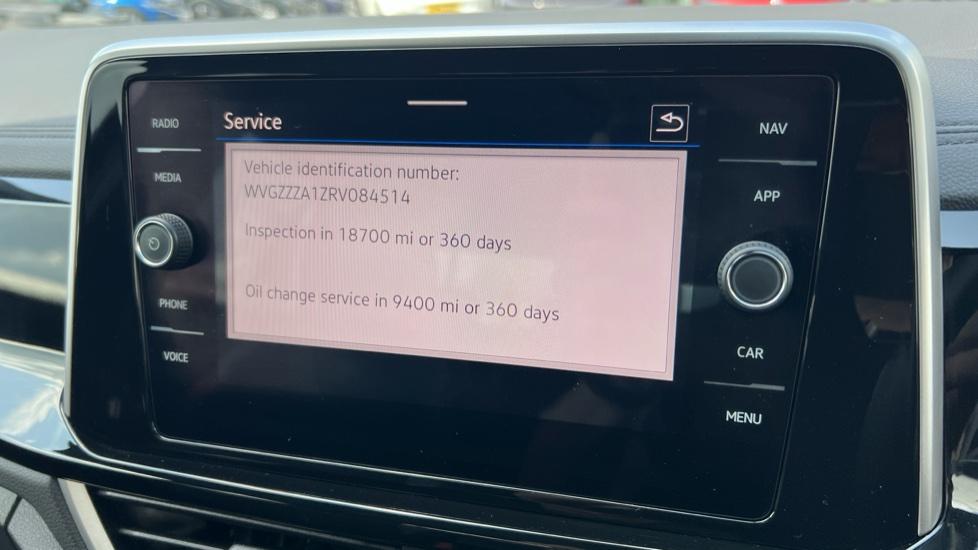 RADIO
MEDIA
PHONE
VOICE
Service
Vehicle identification number:
WVGZZZA1ZRV084514
Inspection in 18700 mi or 360 days
Oil change service in 9400 mi or 360 days
NAV
APP
CAR
MENU